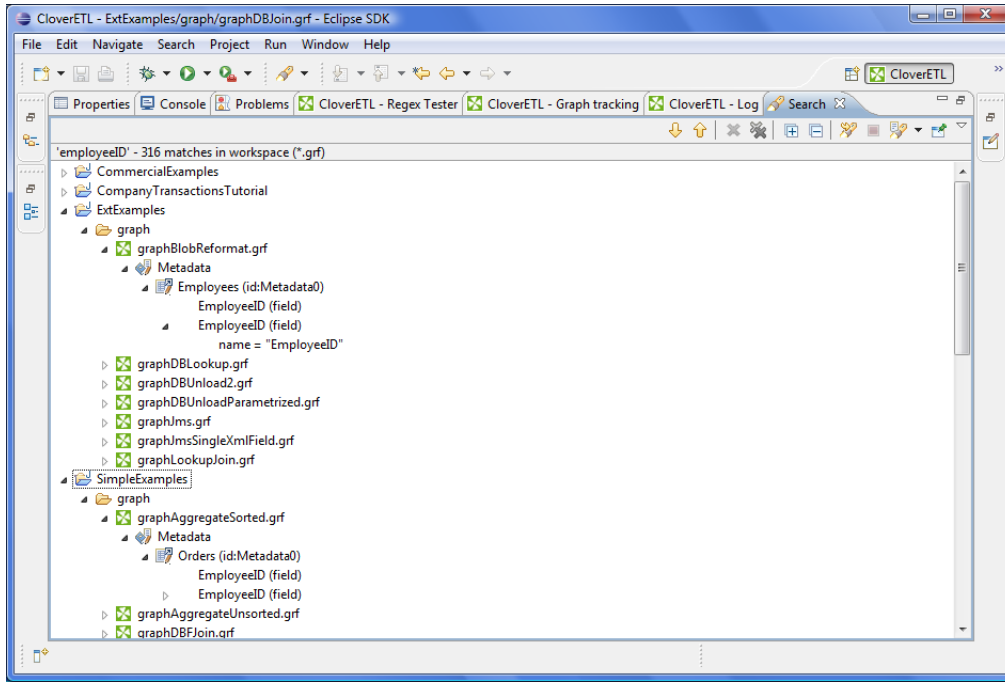 CloverETL - ExtExamples/graph/graphDBJoin.grf - Eclipse SDK
File Edit Navigate Search Project Run Window Help
CloverETL
Properties Console Problems CloverETL - Regex Tester CloverETL - Graph tracking CloverETL - Log Search
'employeeID' - 316 matches in workspace (*.grf)
CommercialExamples
CompanyTransactionsTutorial
ExtExamples
graph
graphBlobReformat.grf
Metadata
Employees (id:Metadata0)
EmployeeID (field)
EmployeeID (field)
name = "EmployeeID"
graphDBLookup.grf
graphDBUnload2.grf
graphDBUnloadParametrized.grf
graphJms.grf
graphJmsSingleXmlField.grf
graphLookupJoin.grf
SimpleExamples
graph
graphAggregateSorted.grf
Metadata
Orders (id:Metadata0)
EmployeeID (field)
EmployeeID (field)
graphAggregateUnsorted.grf
graphDBFJoin.grf